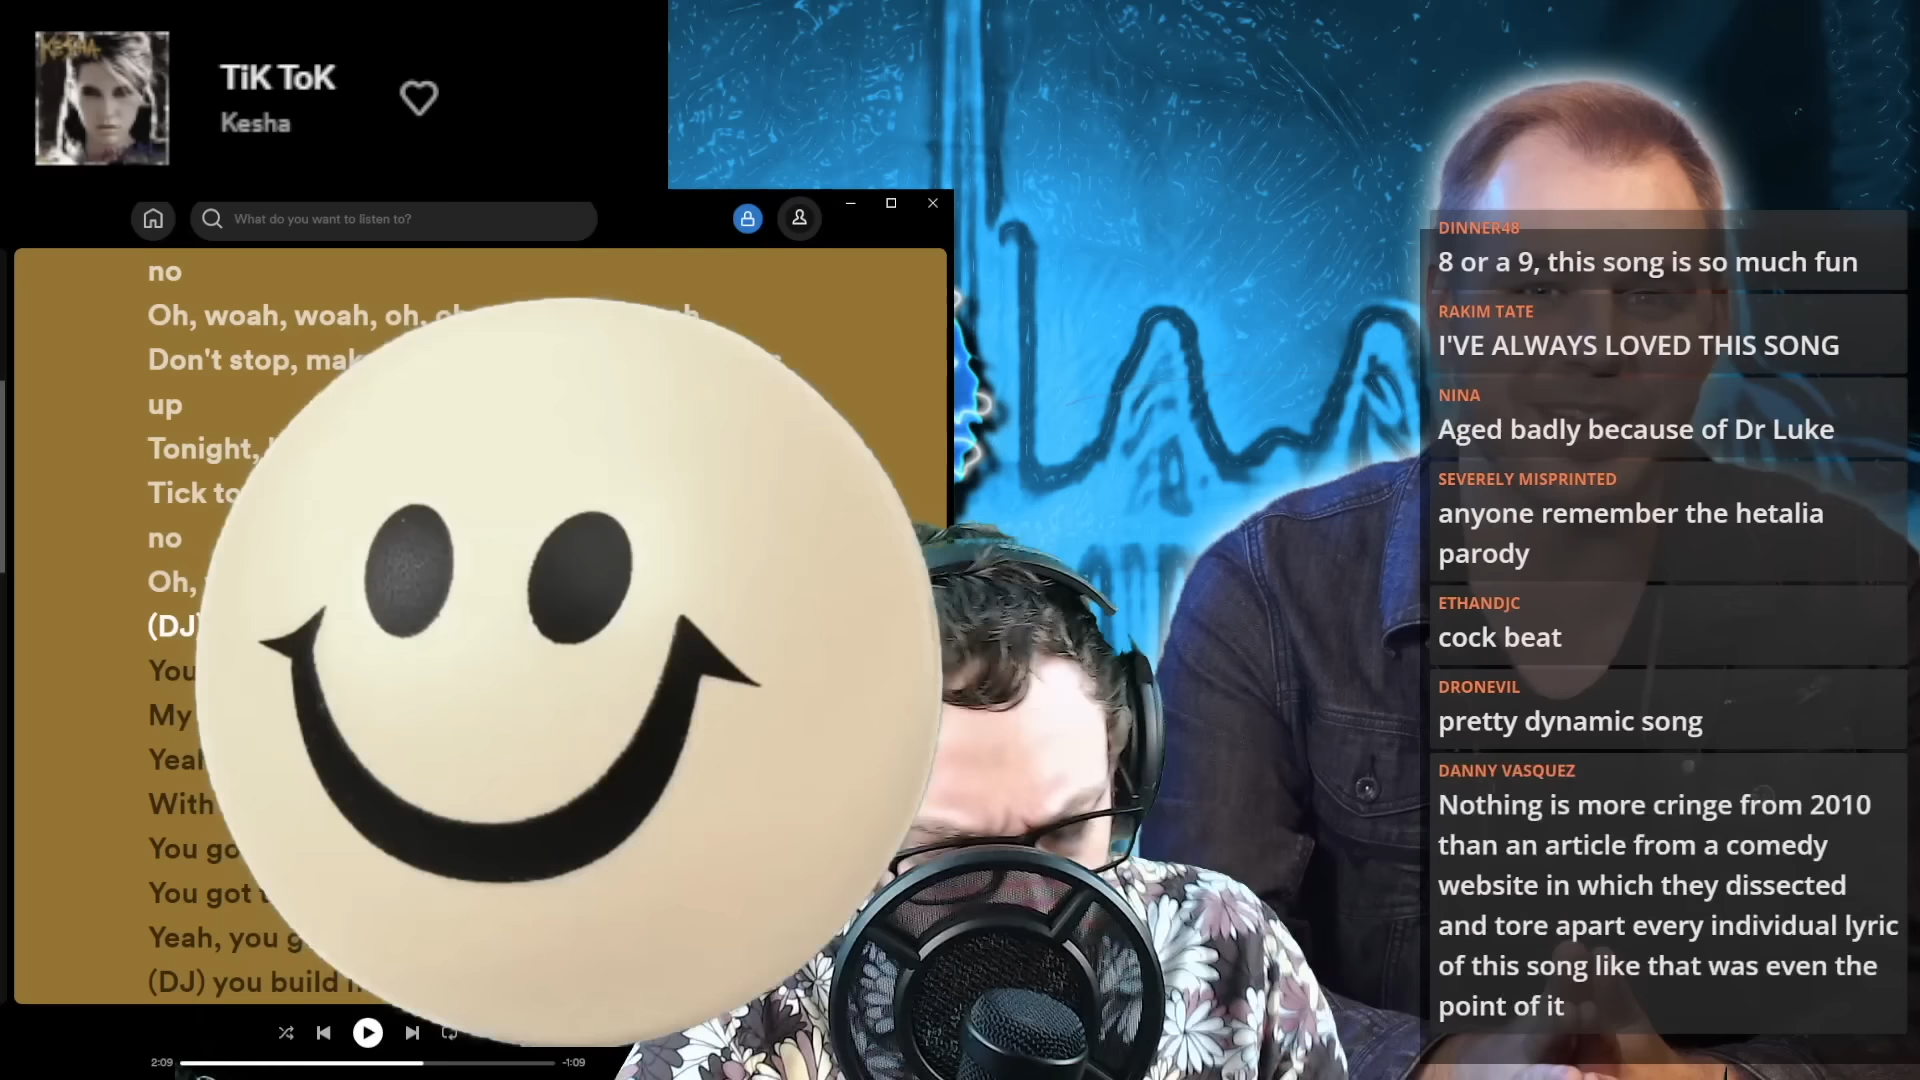 KESHA
TiK ToK
Kesha
What do you want to listen to?
no
Oh, woah, woah, oh,
Don't stop,
up
Tonight,
Tick
no
Oh,
(DJ)
You
My
With
You
You got
Yeah, you
(DJ) you build
2:09
-1:09
DINNER48
8 or a 9, this song is so much fun
RAKIM TATE
I'VE ALWAYS LOVED THIS SONG
NINA
Aged badly because of Dr Luke
SEVERELY MISPRINTED
anyone remember the hetalia
parody
ETHANDJC
cock beat
DRONEVIL
pretty dynamic song
DANNY VASQUEZ
Nothing is more cringe from 2010
than an article from a comedy
website in which they dissected
and tore apart every individual lyric
of this song like that was even the
point of it